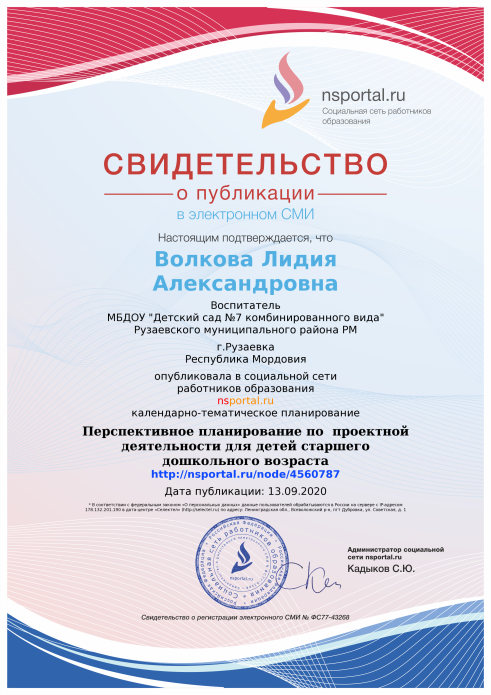 nsportal.ru
Социальная сеть работников
образования
СВИДЕТЕЛЬСТВО
о публикации
в электронном СМИ
Настоящим подтверждается, что
Волкова Лидия
Александровна
Воспитатель
МБДОУ "Детский сад №7 комбинированного вида"
Рузаевского муниципального района РМ
г.Рузаевка
Республика Мордовия
опубликовала в социальной сети
работников образования
nsportal.ru
календарно-тематическое планирование
Перспективное планирование по проектной
деятельности для детей старшего
дошкольного возраста
http://nsportal.ru/node/4560787
Дата публикации: 13.09.2020
* В соответствии с федеральным законом «О персональных данных» данные пользователей обрабатываются в России на сервере с IP-адресом
178.132.201.190 в дата-центре «Селектел» (http://selectel.ru) по адресу: Ленинградская обл., Всеволожский р-н, пгт Дубровка, ул. Советская, д. 1
Социальная сеть работников образования
nsportal.ru
Администратор социальной
сети nsportal.ru
Кадыков С.Ю.
Свидетельство о регистрации электронного СМИ № ФС77-43268